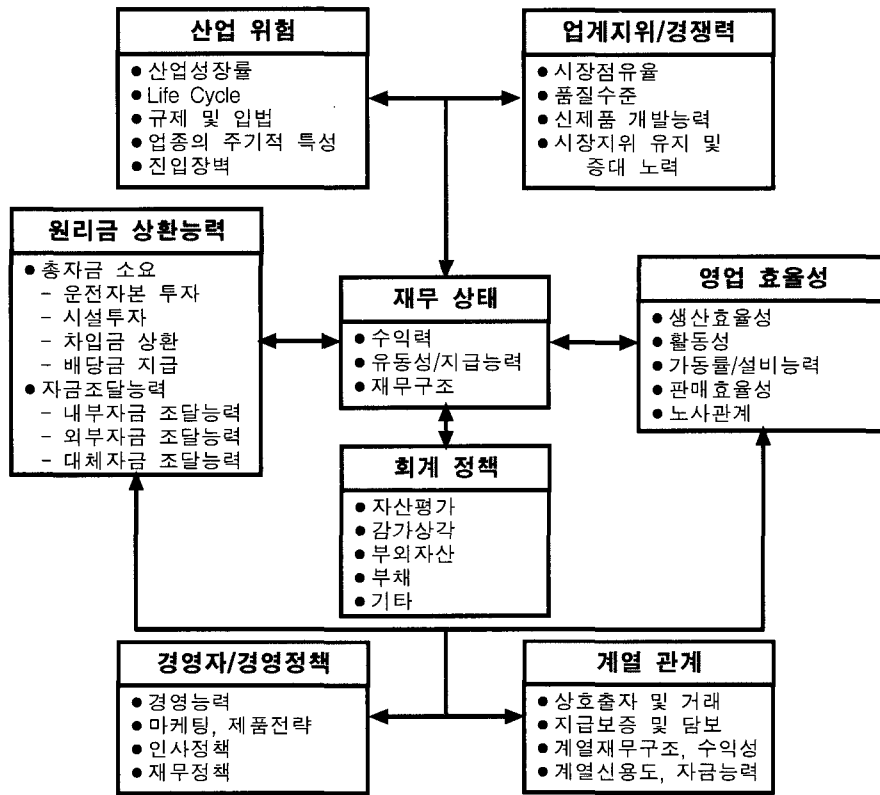 산업 위험
● 산업성장률
● Life Cycle
● 규제 및 입법
● 업종의 주기적 특성
● 진입장벽
업계지위/경쟁력
● 시장점유율
● 품질수준
● 신제품 개발능력
● 시장지위 유지 및
증대 노력
원리금 상환능력
● 총자금 소요
– 운전자본 투자
– 시설투자
– 차입금 상환
– 배당금 지급
● 자금조달능력
– 내부자금 조달능력
– 외부자금 조달능력
– 대체자금 조달능력
재무 상태
● 수익력
● 유동성/지급능력
● 재무구조
영업 효율성
● 생산효율성
● 활동성
● 가동률/설비능력
● 판매효율성
● 노사관계
회계 정책
● 자산평가
● 감가상각
● 부외자산
● 부채
● 기타
경영자/경영정책
● 경영능력
● 마케팅, 제품전략
● 인사정책
● 재무정책
계열 관계
● 상호출자 및 거래
● 지급보증 및 담보
● 계열재무구조, 수익성
● 계열신용도, 자금능력